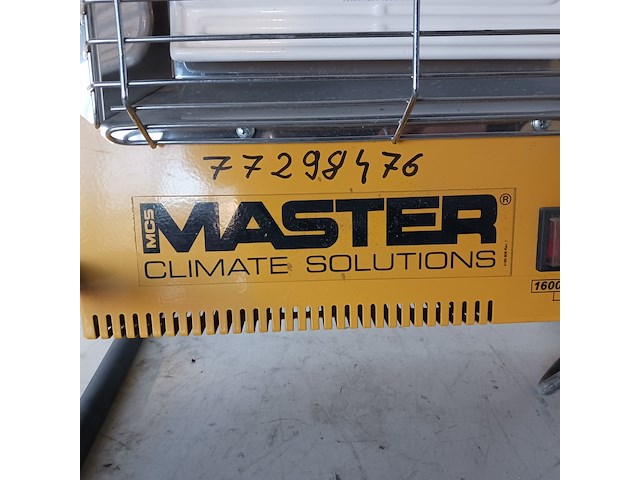 77298476
MCS MASTER®
CLIMATE SOLUTIONS
1600